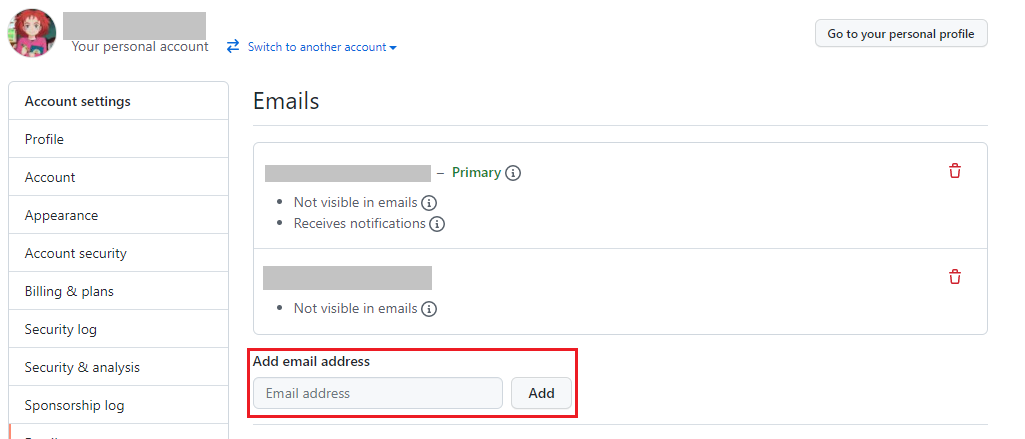 Your personal account
Switch to another account
Go to your personal profile
Account settings
Profile
Account
Appearance
Account security
Billing & plans
Security log
Security & analysis
Sponsorship log
Emails
– Primary
Not visible in emails
Receives notifications
Not visible in emails
Add email address
Email address
Add